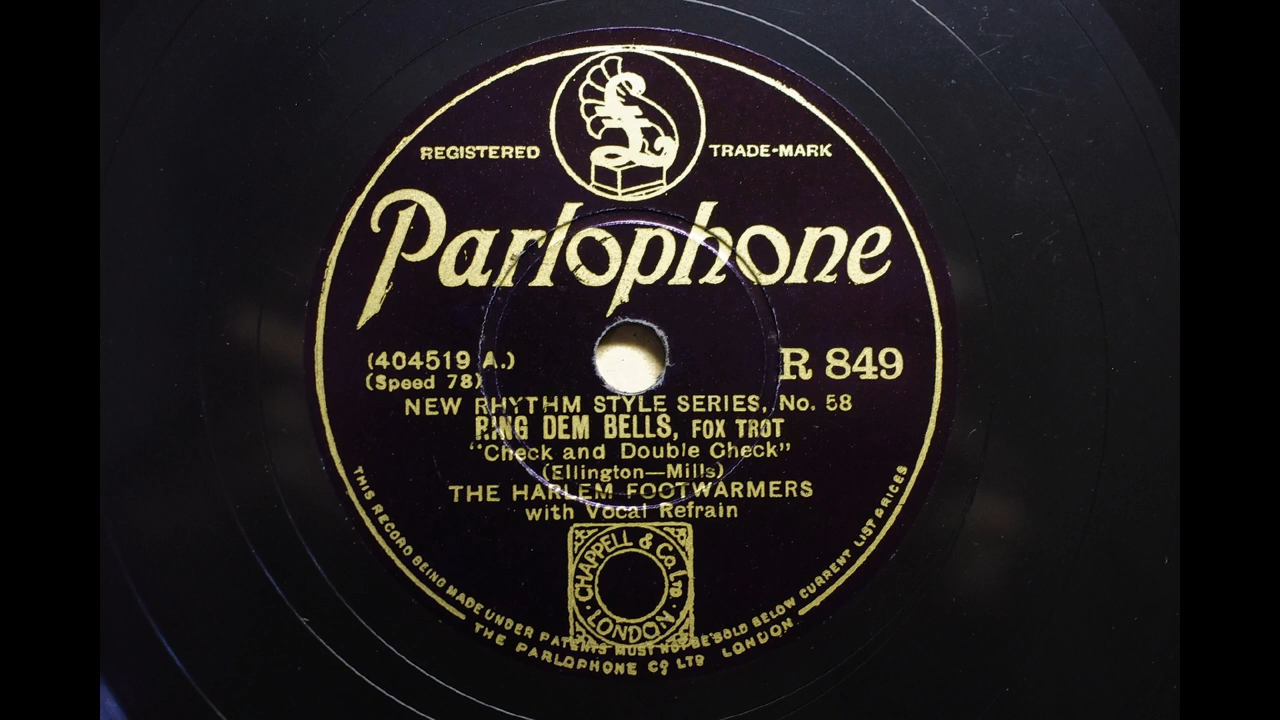 REGISTERED TRADE-MARK
£
Parlophone
(404519 A.)
R 849
(Speed 78)
NEW RHYTHM STYLE SERIES, No. 58
RING DEM BELLS, FOX TROT
"Check and Double Check"
(Ellington—Mills)
THE HARLEM FOOTWARMERS
with Vocal Refrain
CHAPPELL & Co. LTD
LONDON
THIS RECORD BEING MADE UNDER PATENTS MUST NOT BE SOLD BELOW CURRENT LIST PRICES
THE PARLOPHONE CO LTD LONDON